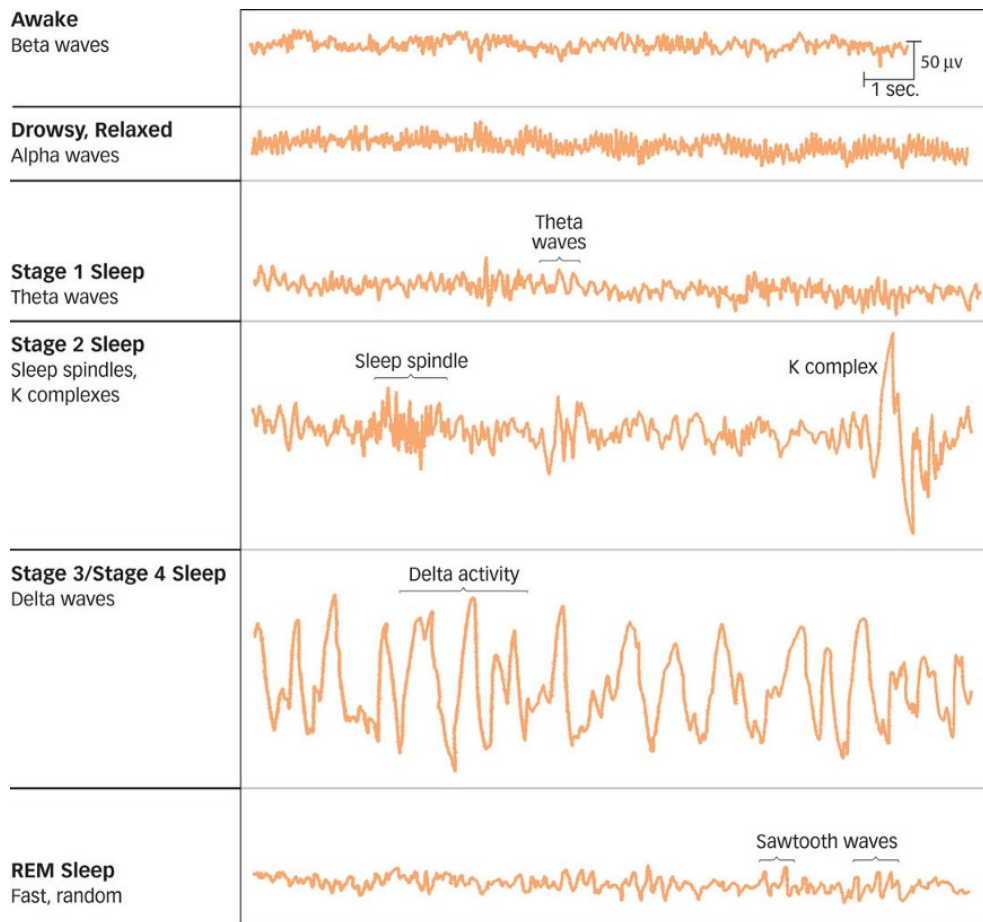 Awake
Beta waves
50 μv
1 sec.
Drowsy, Relaxed
Alpha waves
Theta
waves
Stage 1 Sleep
Theta waves
Stage 2 Sleep
Sleep spindles,
K complexes
Sleep spindle
K complex
Stage 3/Stage 4 Sleep
Delta waves
Delta activity
Sawtooth waves
REM Sleep
Fast, random